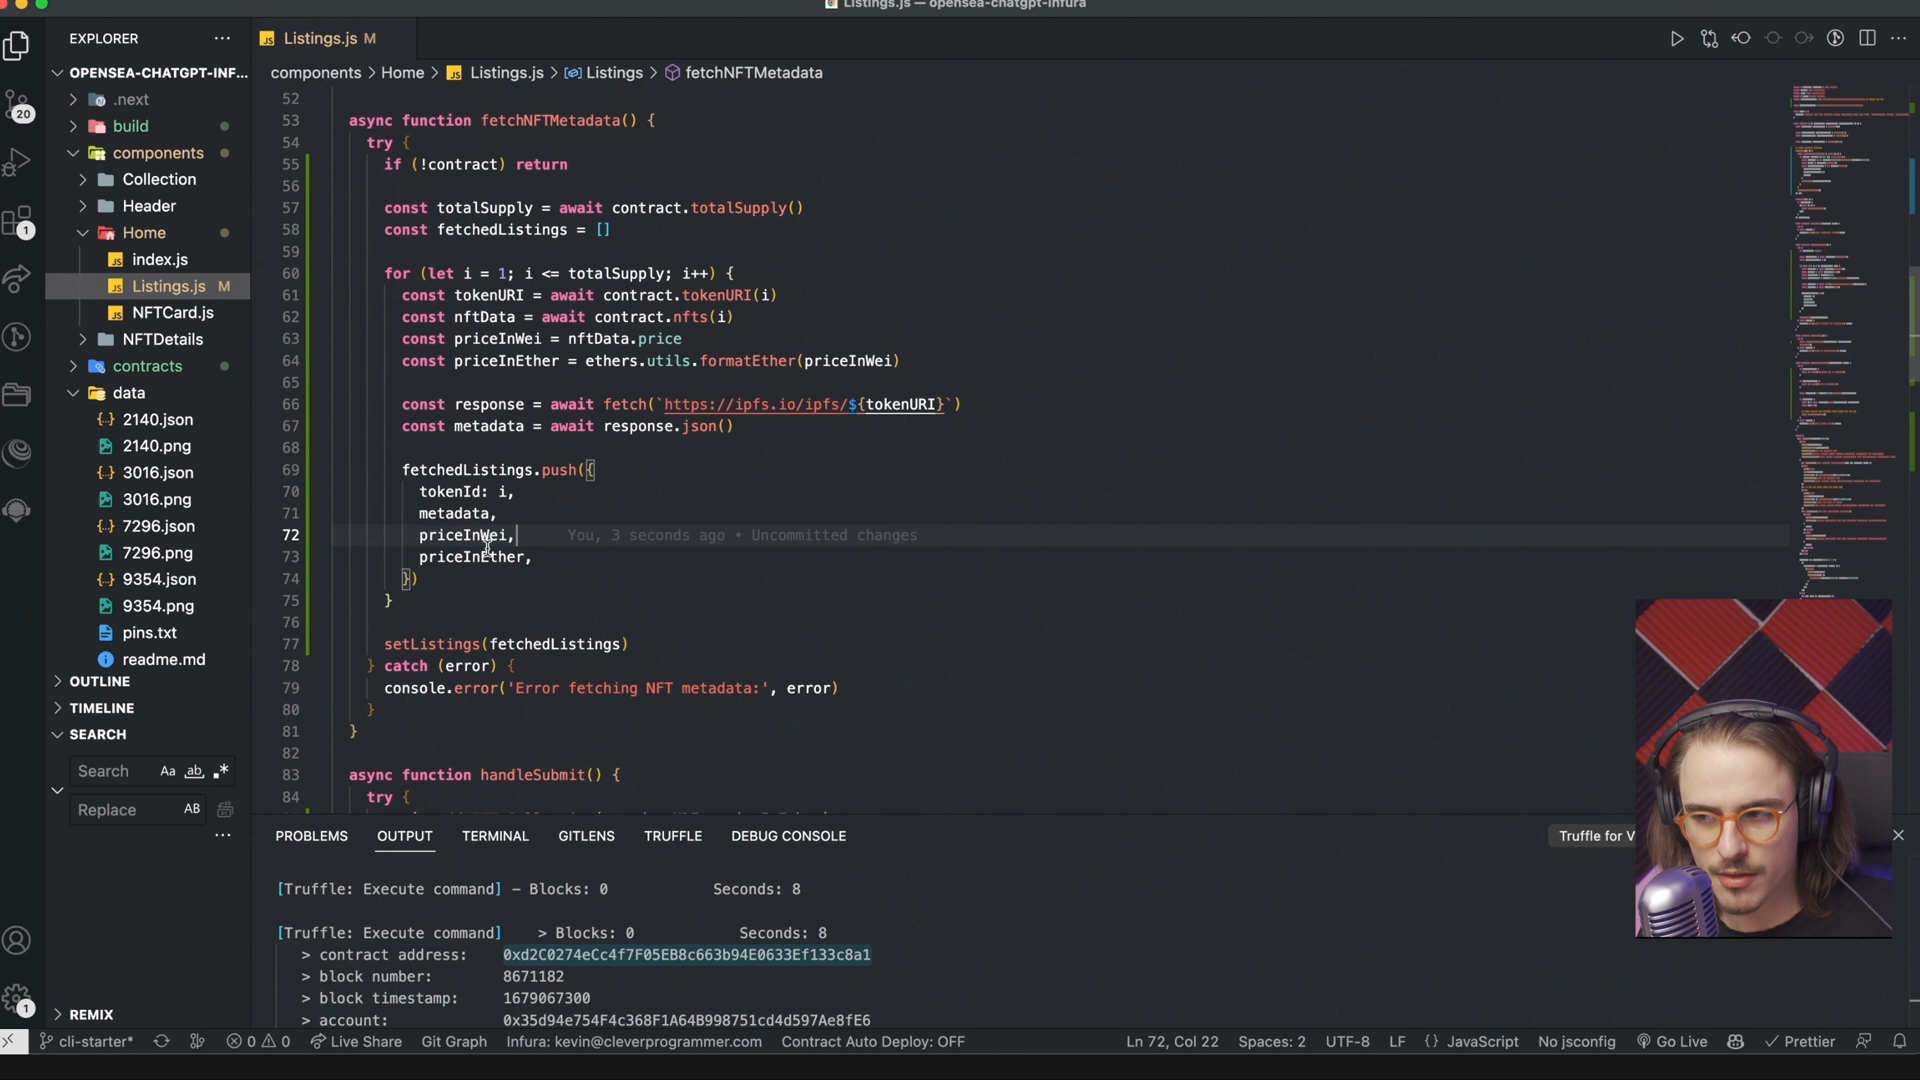 Listings.js — opensea-chatgpt-infura
EXPLORER
Listings.js M
OPENSEA-CHATGPT-INF...
components > Home > Listings.js > Listings > fetchNFTMetadata
.next
build
components
Collection
Header
Home
index.js
Listings.js M
NFTCard.js
NFTDetails
contracts
data
2140.json
2140.png
3016.json
3016.png
7296.json
7296.png
9354.json
9354.png
pins.txt
readme.md
OUTLINE
TIMELINE
SEARCH
Search Aa ab .*
Replace AB
REMIX
20
1
1
52
53 async function fetchNFTMetadata() {
54 try {
55 if (!contract) return
56
57 const totalSupply = await contract.totalSupply()
58 const fetchedListings = []
59
60 for (let i = 1; i <= totalSupply; i++) {
61 const tokenURI = await contract.tokenURI(i)
62 const nftData = await contract.nfts(i)
63 const priceInWei = nftData.price
64 const priceInEther = ethers.utils.formatEther(priceInWei)
65
66 const response = await fetch(`https://ipfs.io/ipfs/${tokenURI}`)
67 const metadata = await response.json()
68
69 fetchedListings.push({
70 tokenId: i,
71 metadata,
72 priceInWei, You, 3 seconds ago • Uncommitted changes
73 priceInEther,
74 })
75 }
76
77 setListings(fetchedListings)
78 } catch (error) {
79 console.error('Error fetching NFT metadata:', error)
80 }
81 }
82
83 async function handleSubmit() {
84 try {
PROBLEMS OUTPUT TERMINAL GITLENS TRUFFLE DEBUG CONSOLE Truffle for V
[Truffle: Execute command] - Blocks: 0 Seconds: 8
[Truffle: Execute command] > Blocks: 0 Seconds: 8
> contract address: 0xd2C0274eCc4f7F05EB8c663b94E0633Ef133c8a1
> block number: 8671182
> block timestamp: 1679067300
> account: 0x35d94e754F4c368F1A64B998751cd4d597Ae8fE6
cli-starter* 0 0 Live Share Git Graph Infura: kevin@cleverprogrammer.com Contract Auto Deploy: OFF Ln 72, Col 22 Spaces: 2 UTF-8 LF {} JavaScript No jsconfig Go Live Prettier